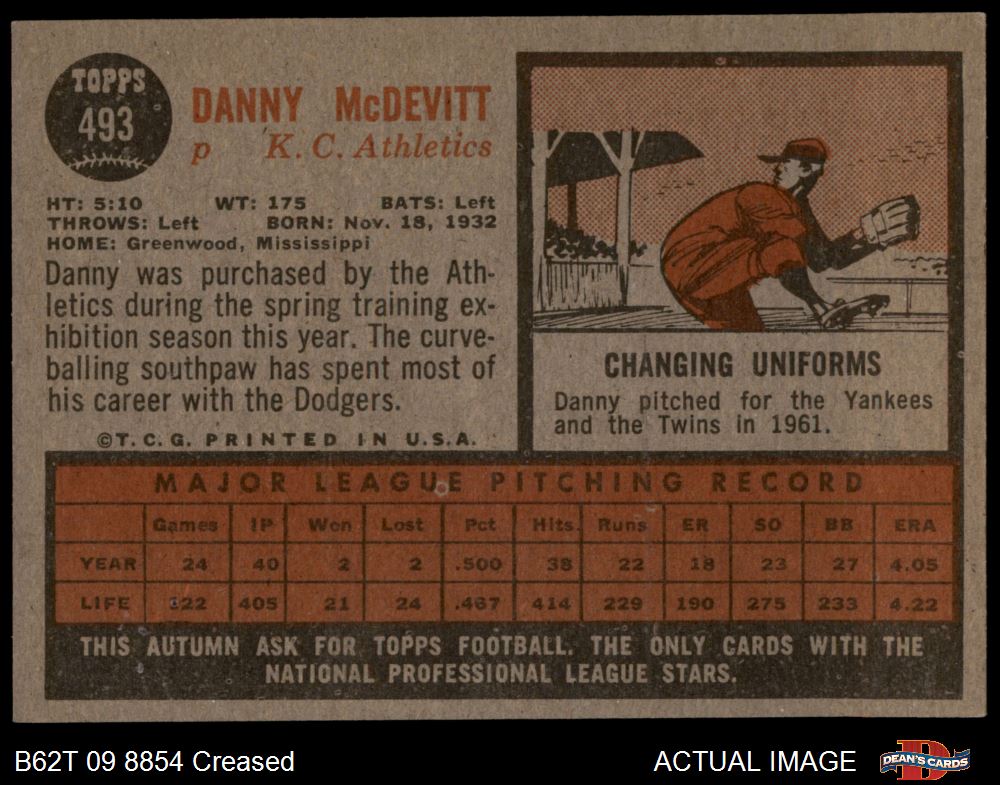 TOPPS
493
DANNY McDEVITT
p K. C. Athletics
HT: 5:10 WT: 175 BATS: Left
THROWS: Left BORN: Nov. 18, 1932
HOME: Greenwood, Mississippi
Danny was purchased by the Ath-
letics during the spring training ex-
hibition season this year. The curve-
balling southpaw has spent most of
his career with the Dodgers.
©T. C. G. PRINTED IN U.S.A.
CHANGING UNIFORMS
Danny pitched for the Yankees
and the Twins in 1961.
MAJOR LEAGUE PITCHING RECORD
Games IP Won Lost Pct Hits Runs ER SO BB ERA
YEAR 24 40 2 2 .500 38 22 18 23 27 4.05
LIFE 122 405 21 24 .467 414 229 190 275 233 4.22
THIS AUTUMN ASK FOR TOPPS FOOTBALL. THE ONLY CARDS WITH THE
NATIONAL PROFESSIONAL LEAGUE STARS.
B62T 09 8854 Creased ACTUAL IMAGE
D
DEAN'S CARDS